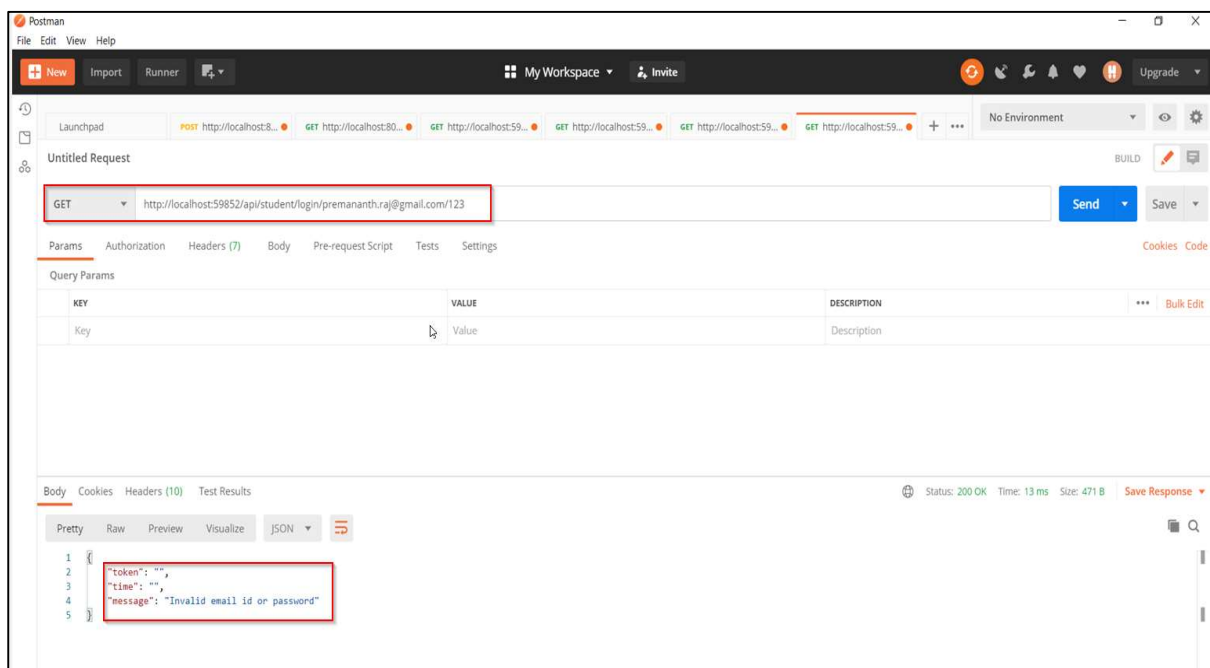 Postman
File Edit View Help
New Import Runner My Workspace Invite Upgrade
Launchpad POST http://localhost:8... GET http://localhost:80... GET http://localhost:59... GET http://localhost:59... GET http://localhost:59... GET http://localhost:59... + ••• No Environment
Untitled Request BUILD
GET http://localhost:59852/api/student/login/premananth.raj@gmail.com/123 Send Save
Params Authorization Headers (7) Body Pre-request Script Tests Settings Cookies Code
Query Params
KEY VALUE DESCRIPTION ••• Bulk Edit
Key Value Description
Body Cookies Headers (10) Test Results Status: 200 OK Time: 13 ms Size: 471 B Save Response
Pretty Raw Preview Visualize JSON
1 {
2 "token": "",
3 "time": "",
4 "message": "Invalid email id or password"
5 }